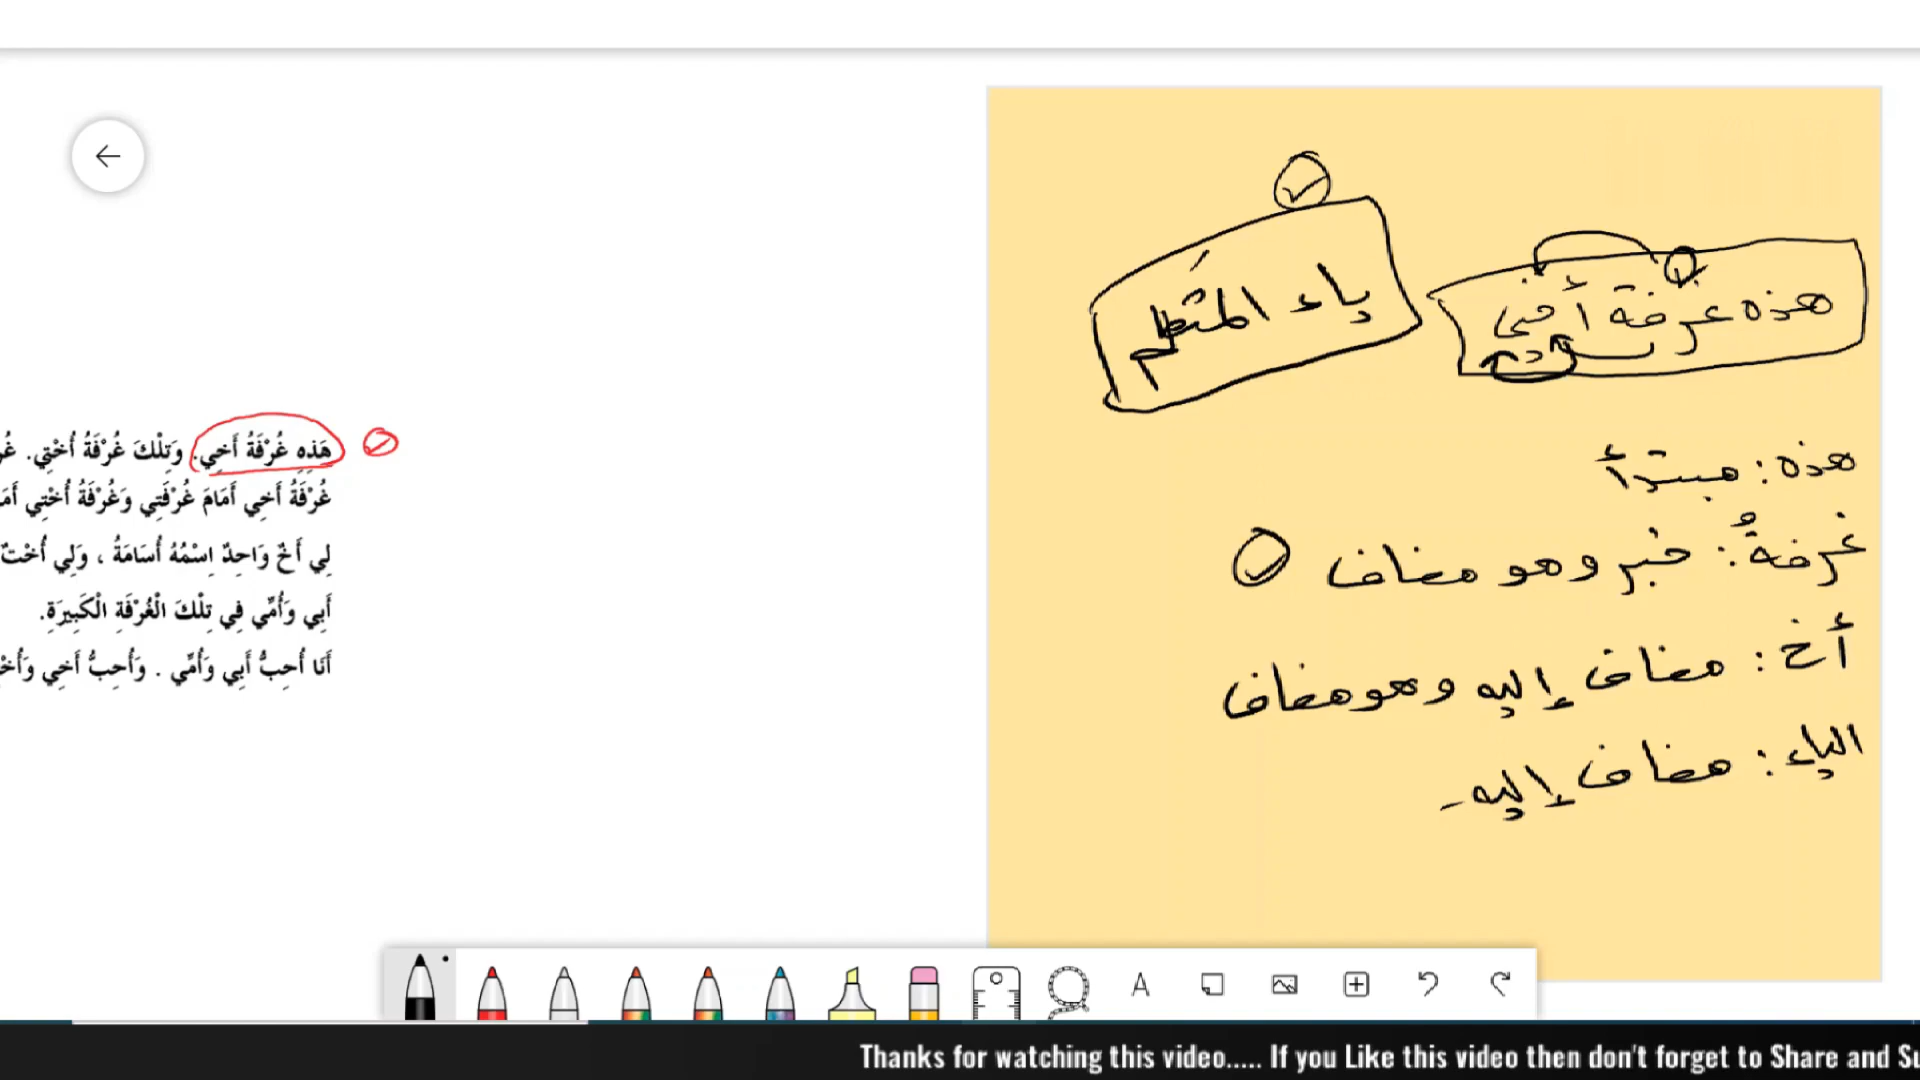 ياء المتكلم
هذه غرفة أخي
هَذِهِ غُرْفَةُ أَخِي. وَتِلْكَ غُرْفَةُ أُخْتِي.
غُرْفَةُ أَخِي أَمَامَ غُرْفَتِي وَغُرْفَةُ أُخْتِي
لِي أَخٌ وَاحِدٌ اِسْمُهُ أُسَامَةُ ، وَلِي أُخْتٌ
أَبِي وَأُمِّي فِي تِلْكَ الْغُرْفَةِ الْكَبِيرَةِ.
أَنَا أُحِبُّ أَبِي وَأُمِّي . وَأُحِبُّ أَخِي
هذه : مبتدأ
غرفةُ : خبر وهو مضاف
أخ : مضاف إليه وهو مضاف
الياء : مضاف إليه -
A
Thanks for watching this video..... If you Like this video then don't forget to Share and